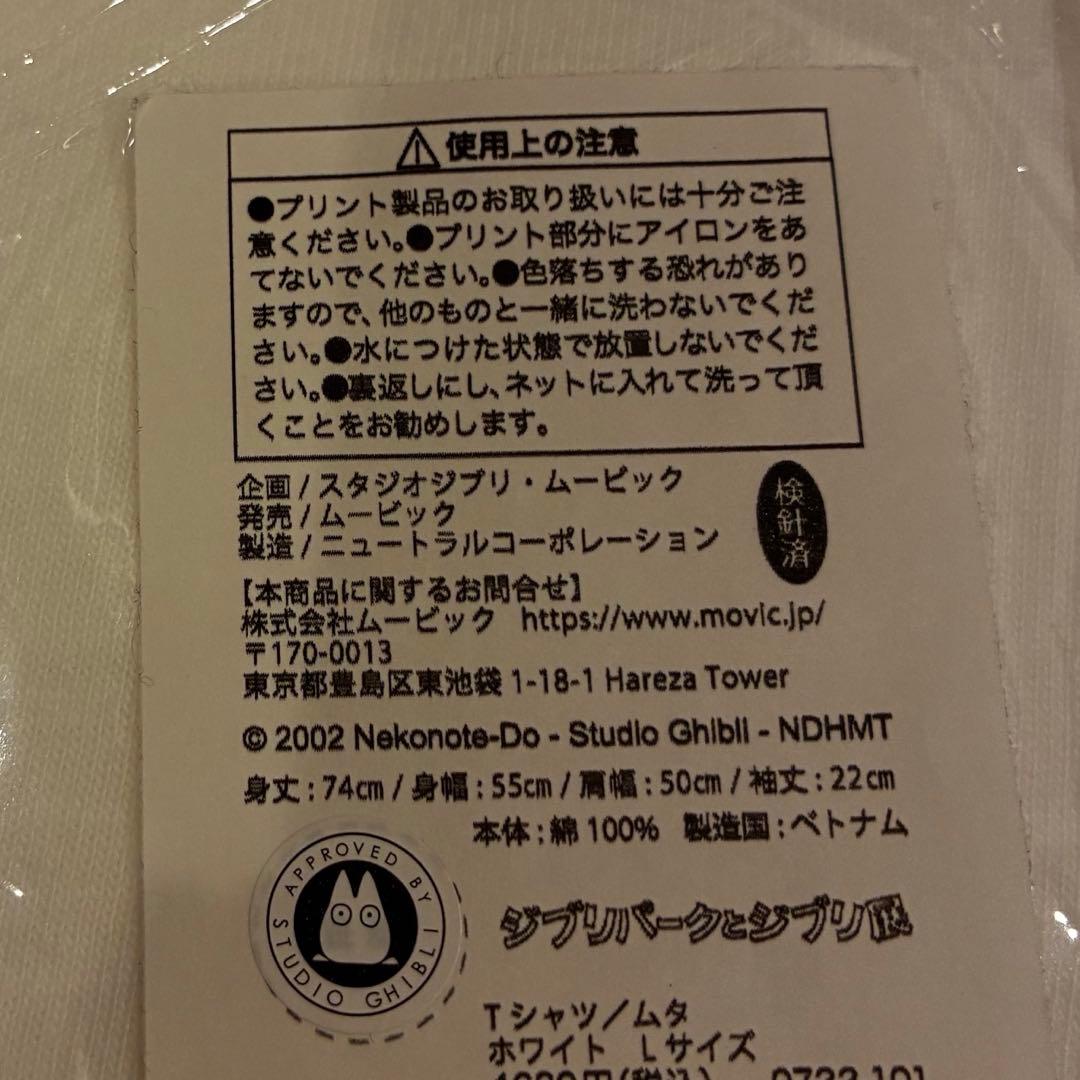 ⚠使用上の注意
●プリント製品のお取り扱いには十分ご注
意ください。●プリント部分にアイロンをあ
てないでください。●色落ちする恐れがあり
ますので、他のものと一緒に洗わないでくだ
さい。●水につけた状態で放置しないでくだ
さい。●裏返しにし、ネットに入れて洗って頂
くことをお勧めします。
企画/スタジオジブリ・ムービック
発売/ムービック
製造/ニュートラルコーポレーション
検針済
【本商品に関するお問合せ】
株式会社ムービック https://www.movic.jp/
〒170-0013
東京都豊島区東池袋 1-18-1 Hareza Tower
© 2002 Nekonote-Do - Studio Ghibli - NDHMT
身丈:74㎝/身幅:55㎝/肩幅:50㎝/袖丈:22㎝
本体:綿100% 製造国:ベトナム
APPROVED BY STUDIO GHIBLI
ジブリパークとジブリ展
Tシャツ/ムタ
ホワイト Lサイズ